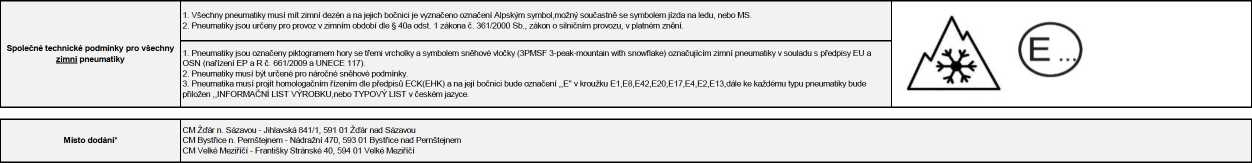 Společné technické podmínky pro všechny
zimní pneumatiky
1. Všechny pneumatiky musí mít zimní dezén a na jejich bočnici je vyznačeno označení Alpským symbol,možný součastně se symbolem jízda na ledu, nebo MS.
2. Pneumatiky jsou určeny pro provoz v zimním období dle § 40a odst. 1 zákona č. 361/2000 Sb., zákon o silničním provozu, v platném znění.
1. Pneumatiky jsou označeny piktogramem hory se třemi vrcholky a symbolem sněhové vločky (3PMSF 3-peak-mountain with snowflake) označujícím zimní pneumatiky v souladu s předpisy EU a
OSN (nařízení EP a R č. 661/2009 a UNECE 117).
2. Pneumatiky musí být určené pro náročné sněhové podmínky.
3. Pneumatika musí projít homologačním řízením dle předpisů ECK(EHK) a na její bočnici bude označení ,,E" v kroužku E1,E8,E42,E20,E17,E4,E2,E13,dále ke každému typu pneumatiky bude
přiložen ,,INFORMAČNÍ LIST VÝROBKU,nebo TYPOVÝ LIST v českém jazyce.
E ...
Místo dodání*
CM Žďár n. Sázavou - Jihlavská 841/1, 591 01 Žďár nad Sázavou
CM Bystřice n. Pernštejnem - Nádražní 470, 593 01 Bystřice nad Pernštejnem
CM Velké Meziříčí - Františky Stránské 40, 594 01 Velké Meziříčí